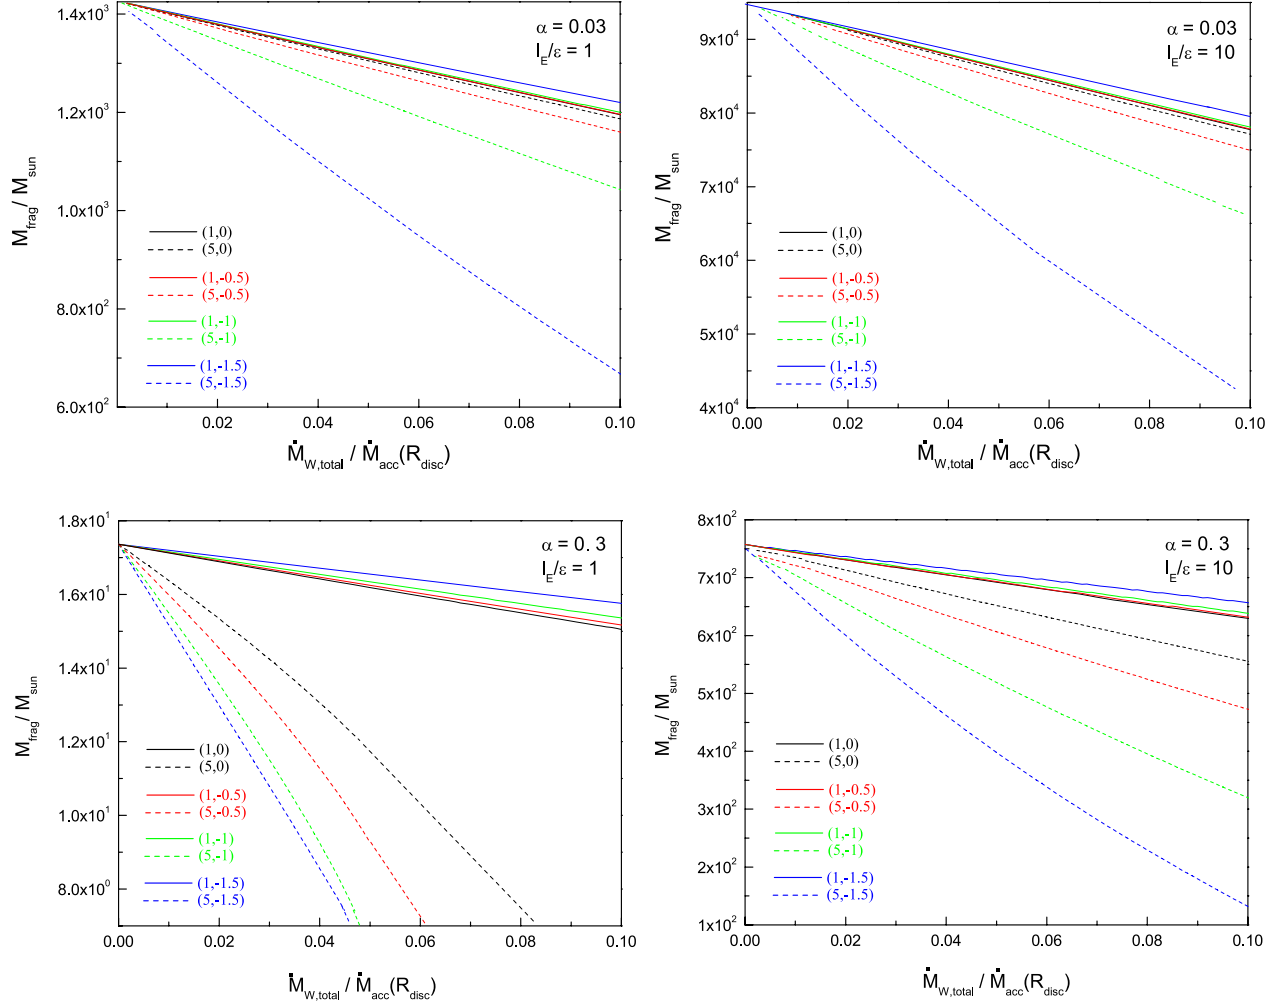 α = 0.03
l_E/ε = 1
1.4x10³
1.2x10³
1.0x10³
8.0x10²
6.0x10²
M_frag / M_sun
(1,0)
(5,0)
(1,-0.5)
(5,-0.5)
(1,-1)
(5,-1)
(1,-1.5)
(5,-1.5)
0.02 0.04 0.06 0.08 0.10
Ṁ_W,total / Ṁ_acc(R_disc)
α = 0.03
l_E/ε = 10
9x10⁴
8x10⁴
7x10⁴
6x10⁴
5x10⁴
4x10⁴
M_frag / M_sun
(1,0)
(5,0)
(1,-0.5)
(5,-0.5)
(1,-1)
(5,-1)
(1,-1.5)
(5,-1.5)
0.00 0.02 0.04 0.06 0.08 0.10
Ṁ_W,total / Ṁ_acc(R_disc)
α = 0. 3
l_E/ε = 1
1.8x10¹
1.6x10¹
1.4x10¹
1.2x10¹
1.0x10¹
8.0x10⁰
M_frag / M_sun
(1,0)
(5,0)
(1,-0.5)
(5,-0.5)
(1,-1)
(5,-1)
(1,-1.5)
(5,-1.5)
0.00 0.02 0.04 0.06 0.08 0.10
Ṁ_W,total / Ṁ_acc(R_disc)
α = 0. 3
l_E/ε = 10
8x10²
7x10²
6x10²
5x10²
4x10²
3x10²
2x10²
1x10²
M_frag / M_sun
(1,0)
(5,0)
(1,-0.5)
(5,-0.5)
(1,-1)
(5,-1)
(1,-1.5)
(5,-1.5)
0.00 0.02 0.04 0.06 0.08 0.10
Ṁ_W,total / Ṁ_acc(R_disc)